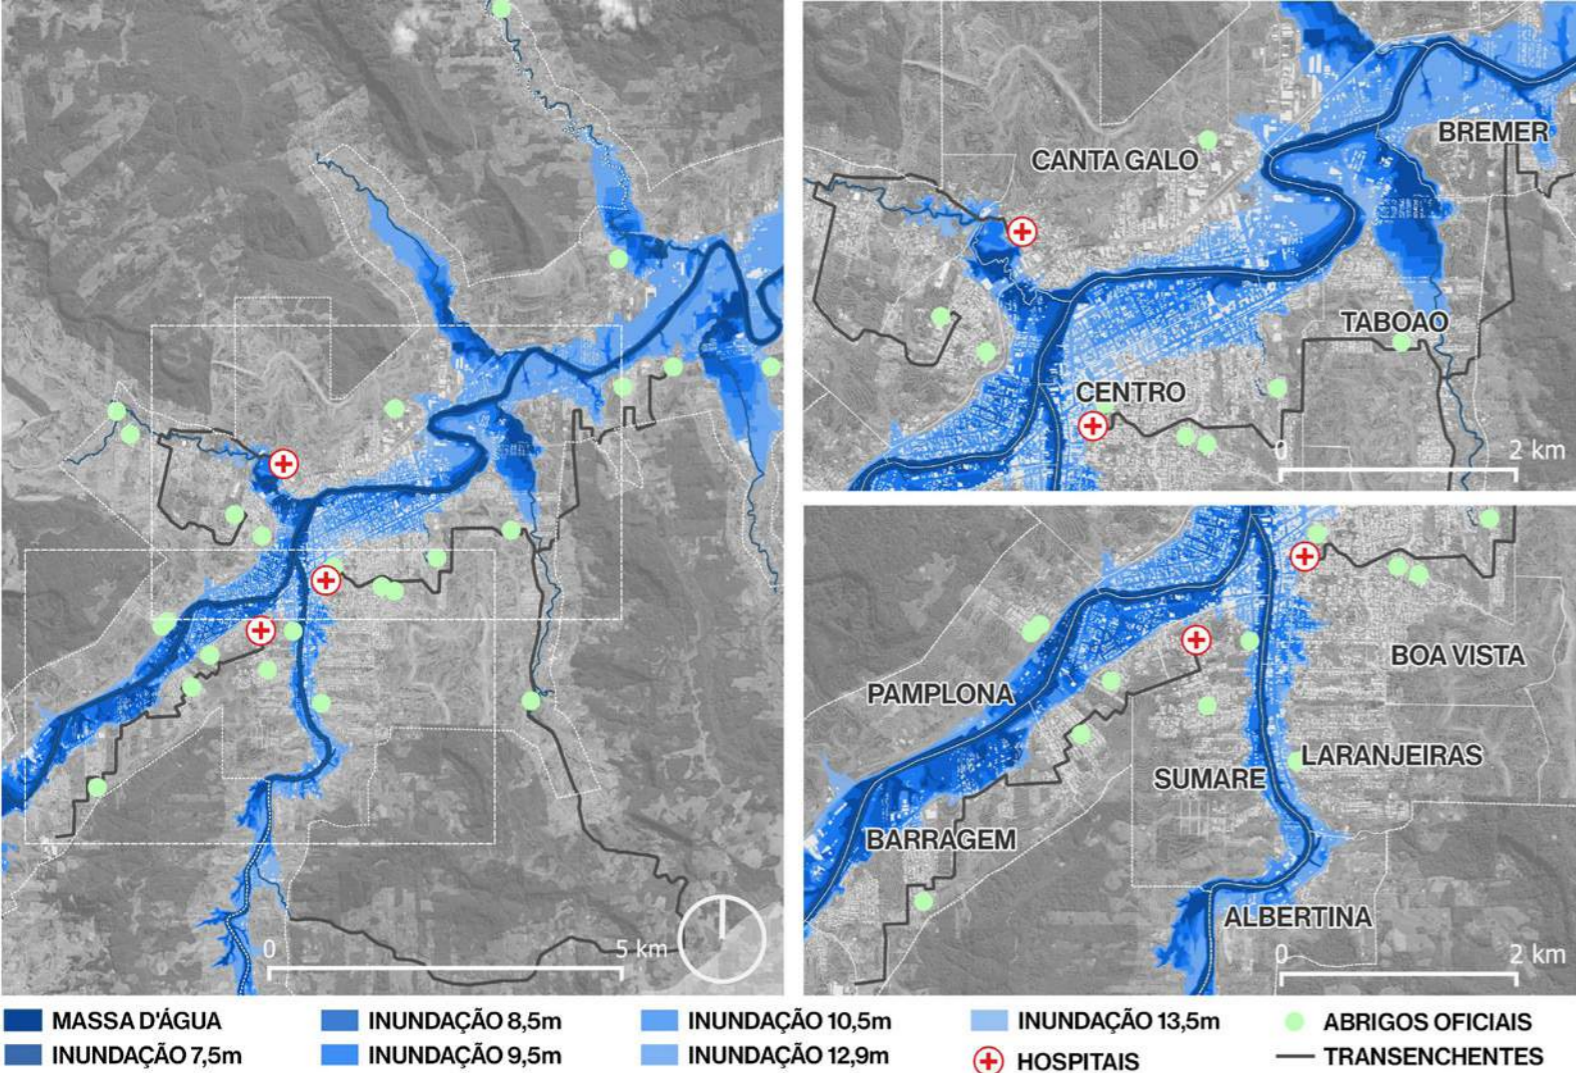 CANTA GALO
BREMER
TABOAO
CENTRO
0 2 km
PAMPLONA
BOA VISTA
LARANJEIRAS
SUMARE
BARRAGEM
ALBERTINA
0 5 km
0 2 km
MASSA D'ÁGUA
INUNDAÇÃO 7,5m
INUNDAÇÃO 8,5m
INUNDAÇÃO 9,5m
INUNDAÇÃO 10,5m
INUNDAÇÃO 12,9m
INUNDAÇÃO 13,5m
HOSPITAIS
ABRIGOS OFICIAIS
TRANSENCHENTES